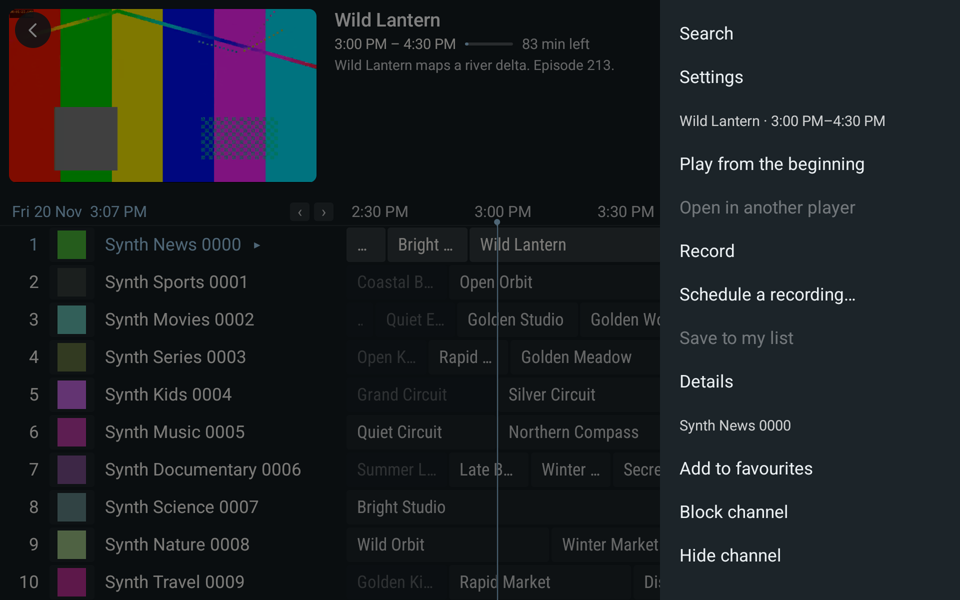 Wild Lantern
3:00 PM – 4:30 PM 83 min left
Wild Lantern maps a river delta. Episode 213.
Fri 20 Nov 3:07 PM ‹ › 2:30 PM 3:00 PM 3:30 PM
1 Synth News 0000 ... Bright ... Wild Lantern
2 Synth Sports 0001 Coastal B... Open Orbit
3 Synth Movies 0002 .. Quiet E... Golden Studio Golden Wo
4 Synth Series 0003 Open K... Rapid ... Golden Meadow
5 Synth Kids 0004 Grand Circuit Silver Circuit
6 Synth Music 0005 Quiet Circuit Northern Compass
7 Synth Documentary 0006 Summer L... Late B... Winter ... Secre
8 Synth Science 0007 Bright Studio
9 Synth Nature 0008 Wild Orbit Winter Market
10 Synth Travel 0009 Golden Ki... Rapid Market Di
Search
Settings
Wild Lantern · 3:00 PM–4:30 PM
Play from the beginning
Open in another player
Record
Schedule a recording...
Save to my list
Details
Synth News 0000
Add to favourites
Block channel
Hide channel